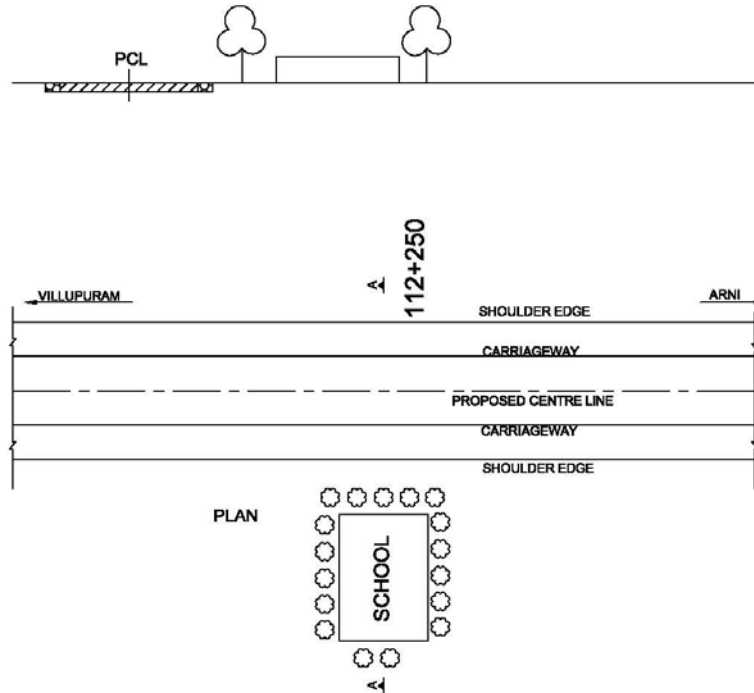 PCL
A
112+250
VILLUPURAM
ARNI
SHOULDER EDGE
CARRIAGEWAY
PROPOSED CENTRE LINE
CARRIAGEWAY
SHOULDER EDGE
PLAN
SCHOOL
A